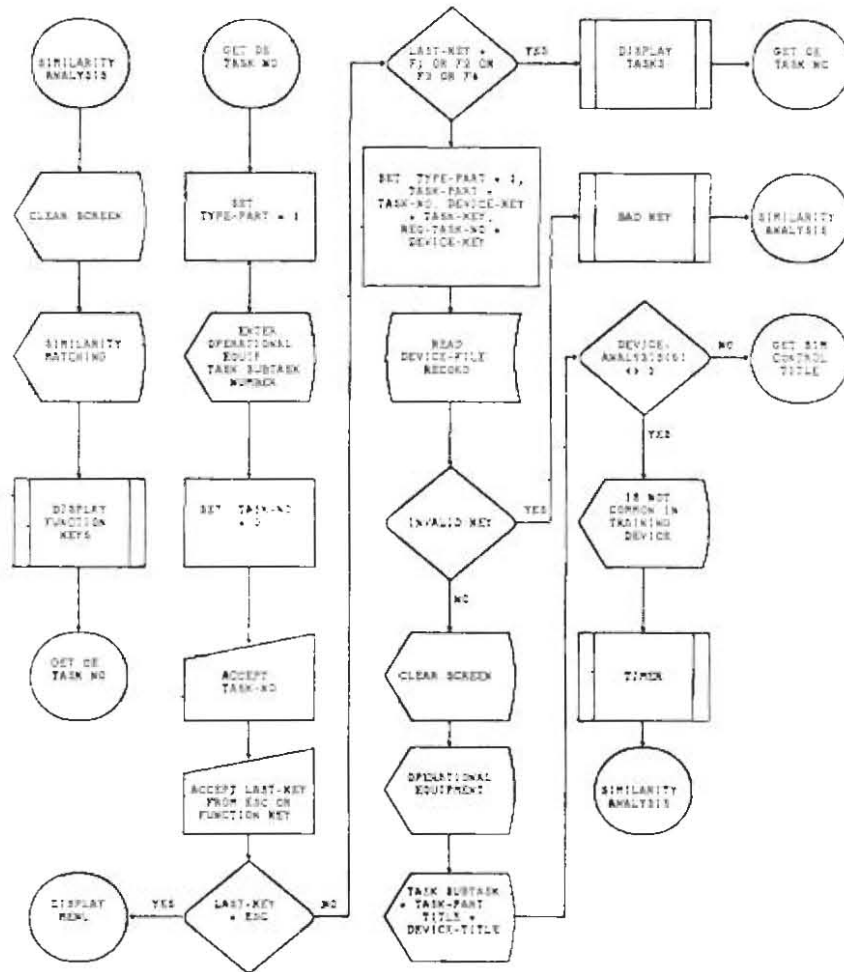 SIMILARITY
ANALYSIS
CLEAR SCREEN
SIMILARITY
MATCHING
DISPLAY
FUNCTION
KEYS
GET OE
TASK NO
GET OE
TASK NO
SET
TYPE-PART = 1
ENTER
OPERATIONAL
EQUIP
TASK SUBTASK
NUMBER
SET TASK-NO
= 0
ACCEPT
TASK-NO
ACCEPT LAST-KEY
FROM ESC OR
FUNCTION KEY
LAST-KEY
= ESC
YES
NO
DISPLAY
MENU
LAST-KEY =
F1 OR F2 OR
F3 OR F4
YES
DISPLAY
TASKS
GET OE
TASK NO
SET TYPE-PART = 1,
TASK-PART =
TASK-NO, DEVICE-KEY
= TASK-KEY,
REQ-TASK-NO =
DEVICE-KEY
READ
DEVICE-FILE
RECORD
INVALID KEY
YES
NO
BAD KEY
SIMILARITY
ANALYSIS
CLEAR SCREEN
OPERATIONAL
EQUIPMENT
TASK SUBTASK
= TASK-PART
TITLE =
DEVICE-TITLE
DEVICE-
ANALYSIS(6)
NO
GET SIM
CONTROL
TITLE
YES
IS NOT
COMMON IN
TRAINING
DEVICE
TIMER
SIMILARITY
ANALYSIS